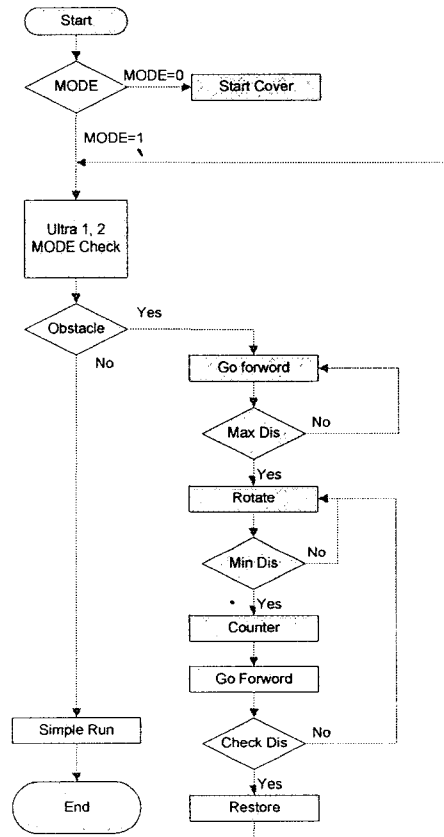 Start
MODE
MODE=0
Start Cover
MODE=1
Ultra 1, 2
MODE Check
Obstacle
Yes
No
Go forword
Max Dis
No
Yes
Rotate
Min Dis
No
Yes
Counter
Go Forword
Simple Run
Check Dis
No
Yes
End
Restore